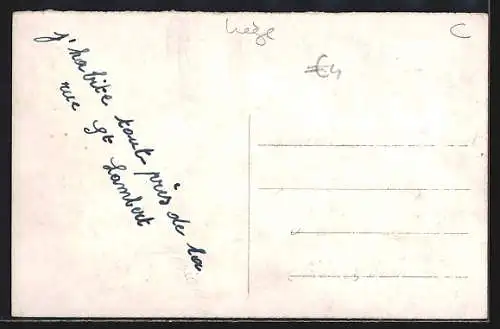 Liège
C
€4
J'habite tout près de la
rue St Lambert